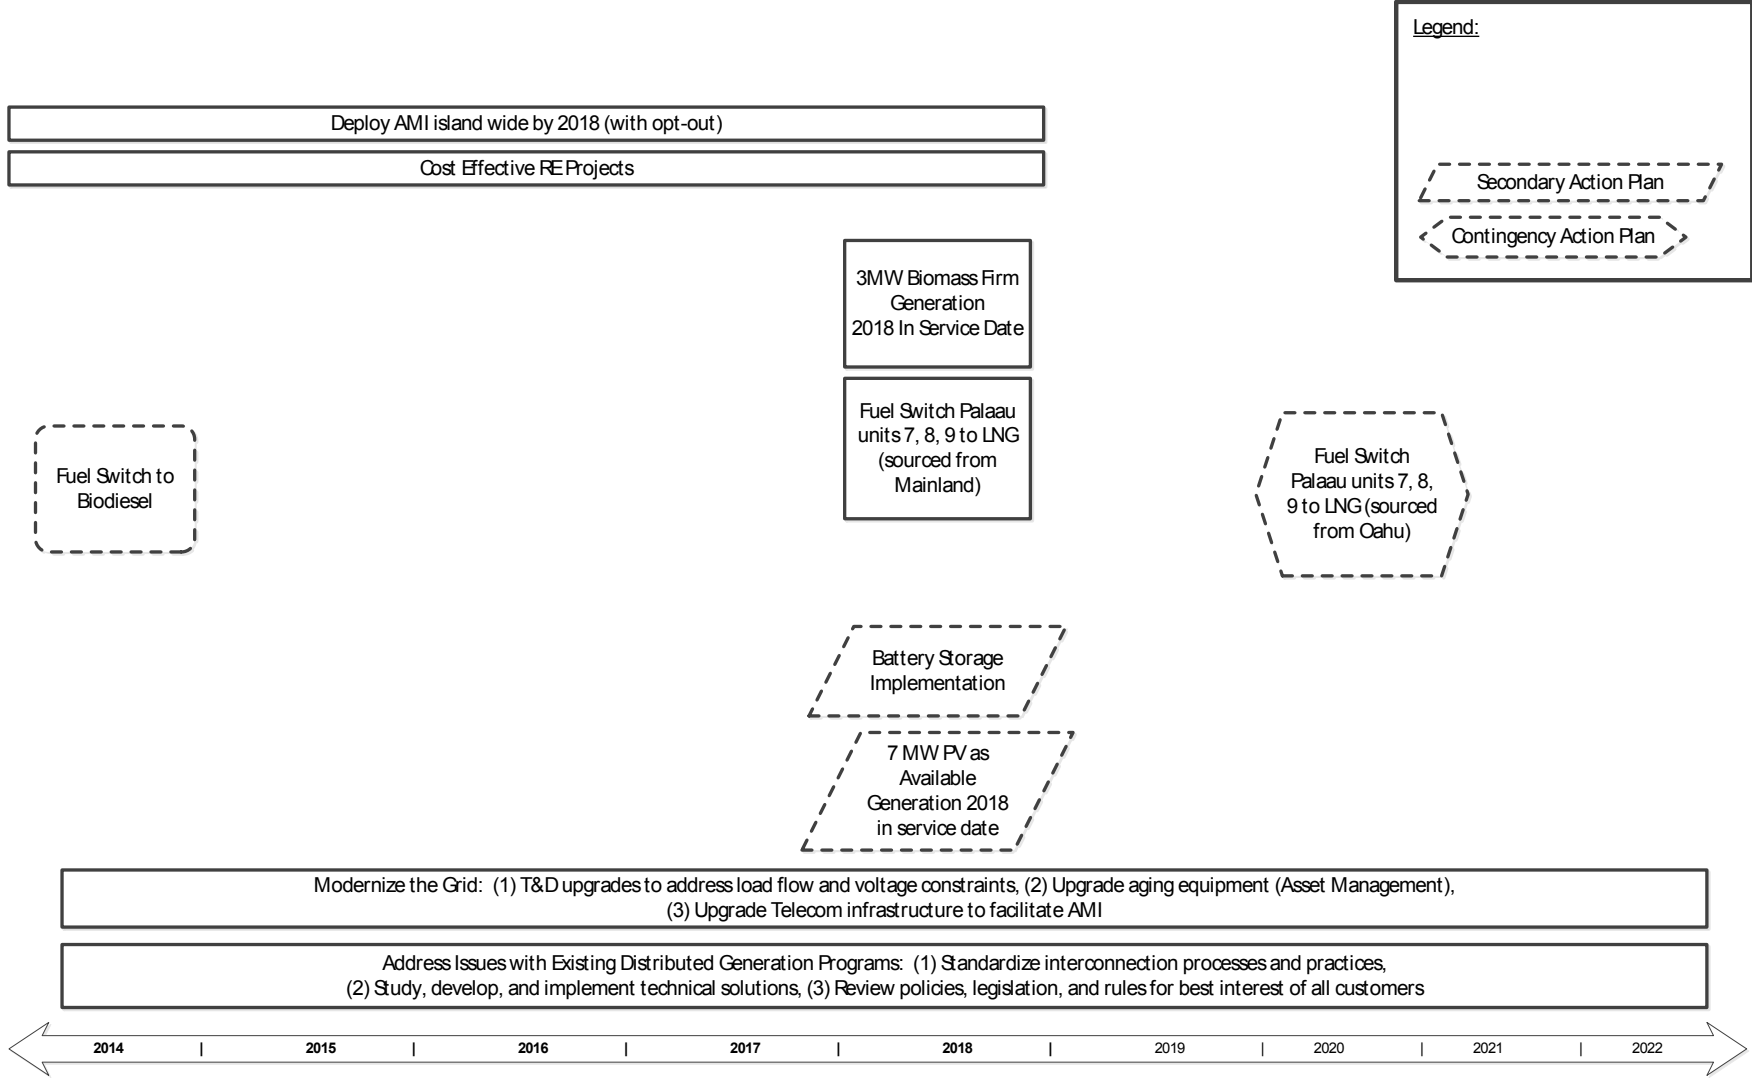 Legend:
Deploy AMI island wide by 2018 (with opt-out)
Cost Effective RE Projects
Secondary Action Plan
Contingency Action Plan
3MW Biomass Firm
Generation
2018 In Service Date
Fuel Switch Palaau
units 7, 8, 9 to LNG
(sourced from
Mainland)
Fuel Switch to
Biodiesel
Fuel Switch
Palaau units 7, 8,
9 to LNG (sourced
from Oahu)
Battery Storage
Implementation
7 MW PV as
Available
Generation 2018
in service date
Modernize the Grid: (1) T&D upgrades to address load flow and voltage constraints, (2) Upgrade aging equipment (Asset Management),
(3) Upgrade Telecom infrastructure to facilitate AMI
Address Issues with Existing Distributed Generation Programs: (1) Standardize interconnection processes and practices,
(2) Study, develop, and implement technical solutions, (3) Review policies, legislation, and rules for best interest of all customers
2014 | 2015 | 2016 | 2017 | 2018 | 2019 | 2020 | 2021 | 2022